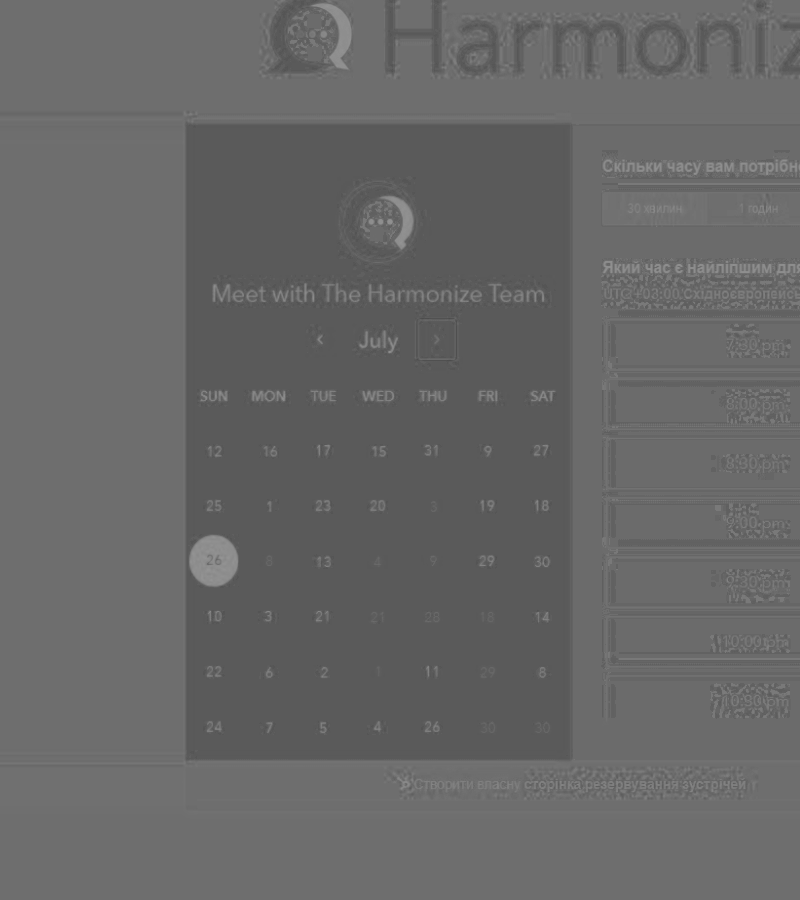 Harmoniz
Meet with The Harmonize Team
‹ July ›
SUN MON TUE WED THU FRI SAT
12 16 17 15 31 9 27
25 1 23 20 3 19 18
26 8 13 4 9 29 30
10 3 21 21 28 18 14
22 6 2 1 11 29 8
24 7 5 4 26 30 30
Скільки часу вам потрібн
30 хвилин 1 годин
Який час є найліпшим для
UTC +03:00 Східноєвропейсь
7:30 pm
8:00 pm
8:30 pm
9:00 pm
9:30 pm
10:00 pm
10:30 pm
Створити власну сторінка резервування зустрічей